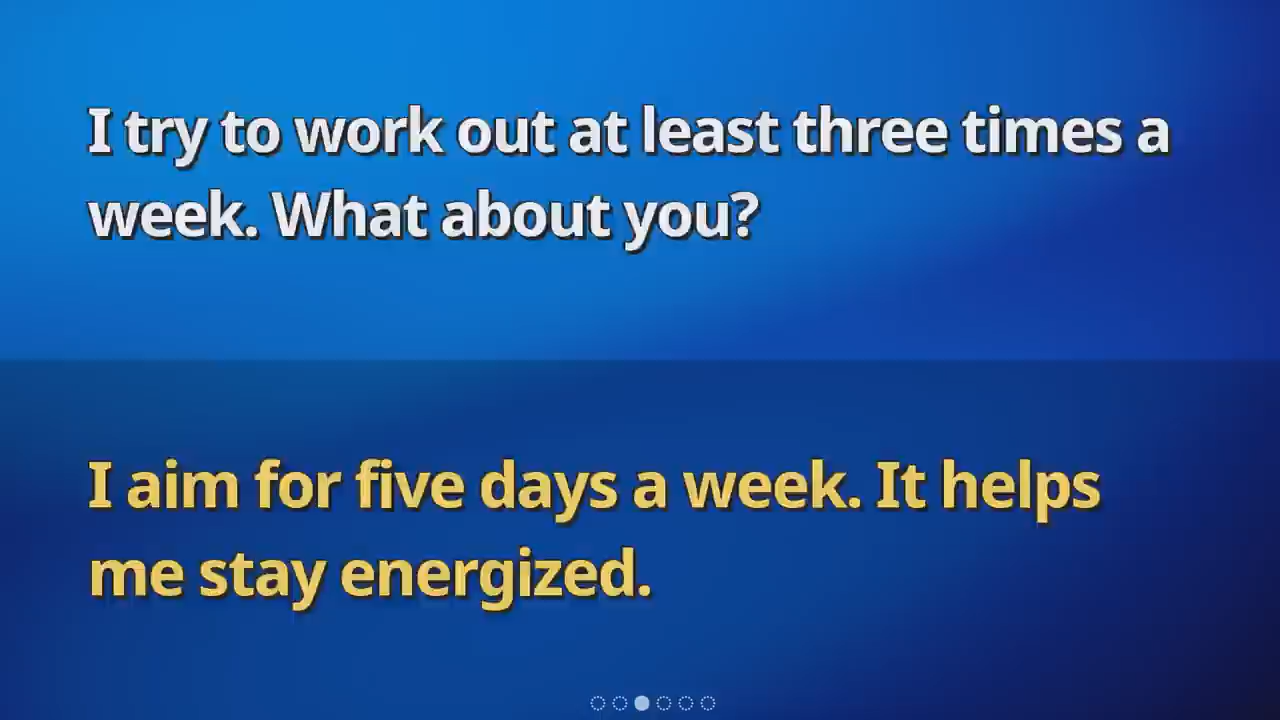 I try to work out at least three times a
week. What about you?
I aim for five days a week. It helps
me stay energized.